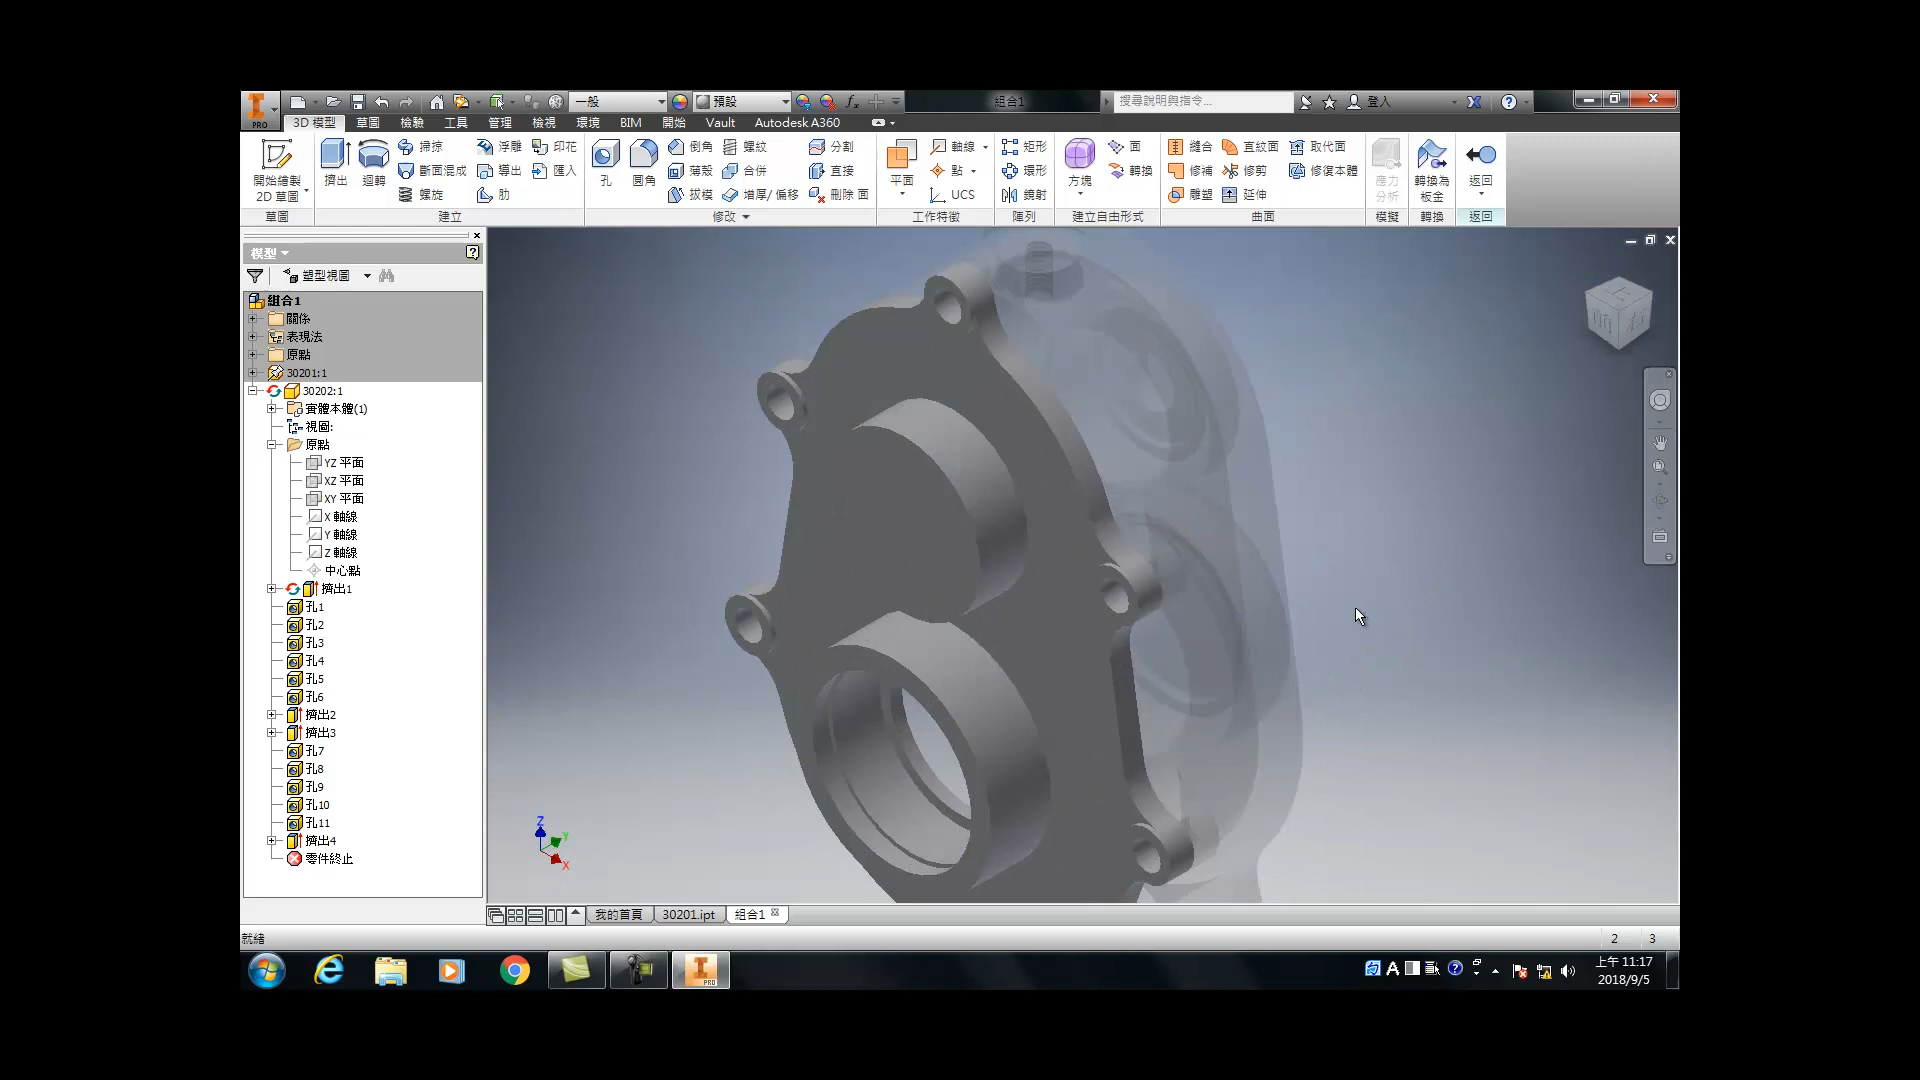 一般 預設 組合1 搜尋說明與指令... 登入
PRO 3D 模型 草圖 檢驗 工具 管理 檢視 環境 BIM 開始 Vault Autodesk A360
開始繪製 2D 草圖 擠出 迴轉 掃掠 浮雕 印花 孔 圓角 倒角 螺紋 分割 平面 軸線 矩形 方塊 面 縫合 直紋面 取代面 應力分析 轉換為板金 返回
斷面混成 導出 匯入 薄殼 合併 直接 點 環形 轉換 修補 修剪 修復本體
螺旋 肋 拔模 增厚/ 偏移 刪除 面 UCS 鏡射 雕塑 延伸
草圖 建立 修改 工作特徵 陣列 建立自由形式 曲面 模擬 轉換 返回
模型
塑型視圖
組合1
關係
表現法
原點
30201:1
30202:1
實體本體(1)
視圖:
原點
YZ 平面
XZ 平面
XY 平面
X 軸線
Y 軸線
Z 軸線
中心點
擠出1
孔1
孔2
孔3
孔4
孔5
孔6
擠出2
擠出3
孔7
孔8
孔9
孔10
孔11
擠出4
零件終止
Z
Y
X
我的首頁 30201.ipt 組合1
就緒 2 3
PRO
A
上午 11:17
2018/9/5